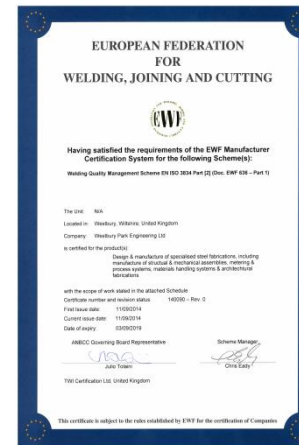 EUROPEAN FEDERATION
FOR
WELDING, JOINING AND CUTTING
EWF
Having satisfied the requirements of the EWF Manufacturer
Certification System for the following Scheme(s):
Welding Quality Management Scheme EN ISO 3834 Part [2] (Doc. EWF 636 – Part 1)
The Unit: N/A
Located in: Westbury, Wiltshire, United Kingdom
Company: Westbury Park Engineering Ltd
is certified for the product(s):
Design & manufacture of specialised steel fabrications, including
manufacture of structual & mechanical assemblies, metering &
process systems, materials handling systems & architectural
fabrications
with the scope of work stated in the attached Schedule
Certificate number and revision status 140090 – Rev. 0
First Issue date: 11/09/2014
Current issue date: 11/09/2014
Date of expiry: 03/09/2019
ANBCC Governing Board Representative Scheme Manager
Julio Tolaini Chris Eady
TWI Certification Ltd, United Kingdom
This certificate is subject to the rules established by EWF for the certification of Companies